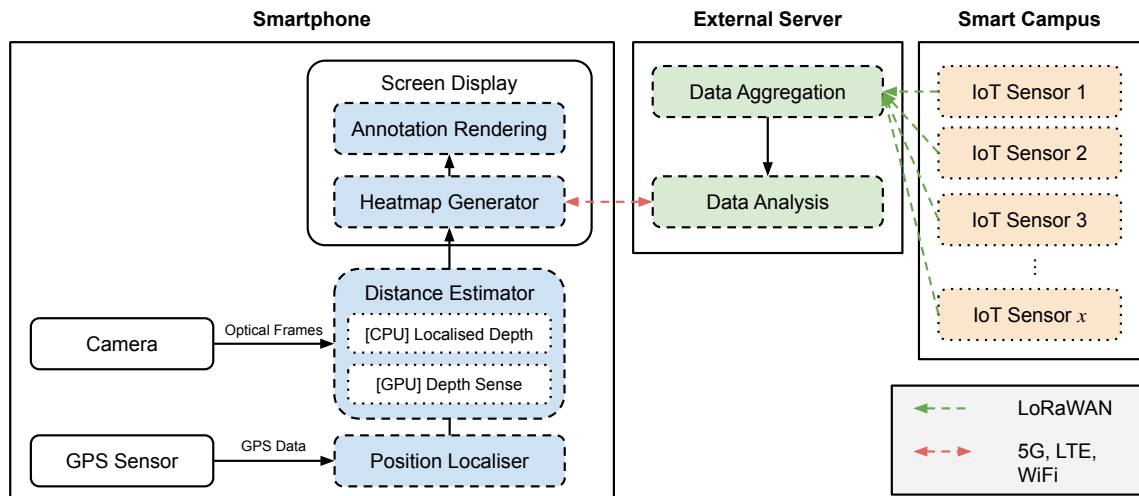 Smartphone
External Server
Smart Campus
Screen Display
Annotation Rendering
Heatmap Generator
Distance Estimator
[CPU] Localised Depth
[GPU] Depth Sense
Camera
Optical Frames
GPS Sensor
GPS Data
Position Localiser
Data Aggregation
Data Analysis
IoT Sensor 1
IoT Sensor 2
IoT Sensor 3
⋮
IoT Sensor x
LoRaWAN
5G, LTE,
WiFi